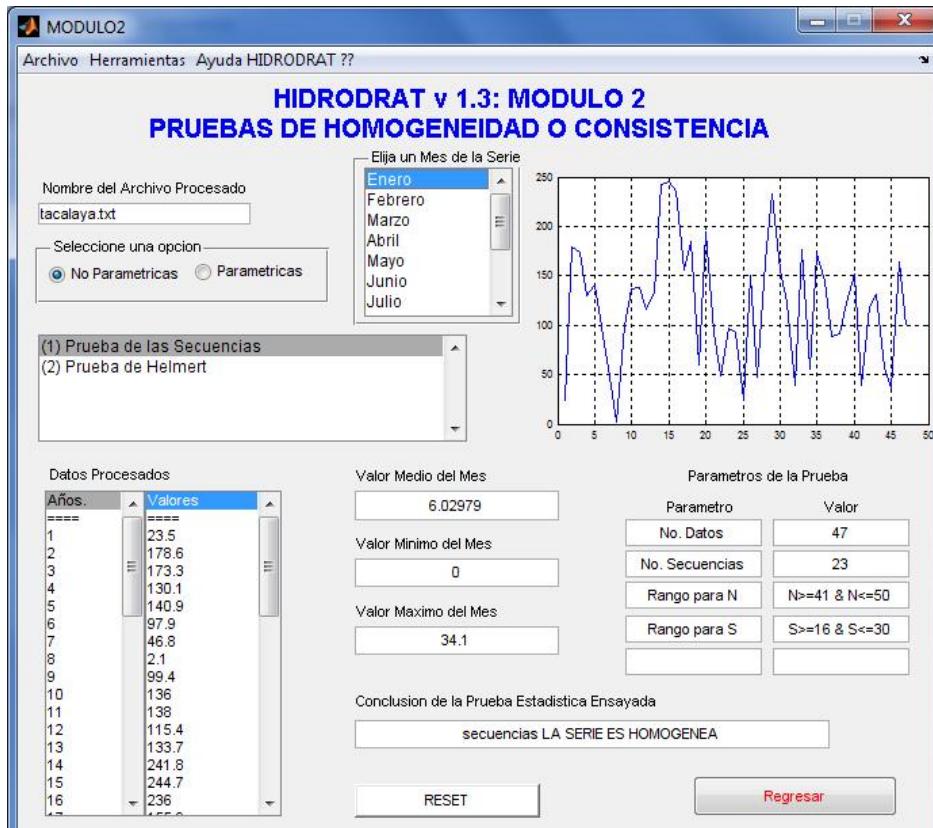 MODULO2
Archivo Herramientas Ayuda HIDRODRAT ??
HIDRODRAT v 1.3: MODULO 2
PRUEBAS DE HOMOGENEIDAD O CONSISTENCIA
Nombre del Archivo Procesado
tacalaya.txt
Seleccione una opcion
No Parametricas Parametricas
Elija un Mes de la Serie
Enero
Febrero
Marzo
Abril
Mayo
Junio
Julio
250
200
150
100
50
0
0 5 10 15 20 25 30 35 40 45 50
(1) Prueba de las Secuencias
(2) Prueba de Helmert
Datos Procesados
Años. Valores
==== ====
1 23.5
2 178.6
3 173.3
4 130.1
5 140.9
6 97.9
7 46.8
8 2.1
9 99.4
10 136
11 138
12 115.4
13 133.7
14 241.8
15 244.7
16 236
Valor Medio del Mes
6.02979
Valor Minimo del Mes
0
Valor Maximo del Mes
34.1
Parametros de la Prueba
Parametro Valor
No. Datos 47
No. Secuencias 23
Rango para N N>=41 & N<=50
Rango para S S>=16 & S<=30
Conclusion de la Prueba Estadistica Ensayada
secuencias LA SERIE ES HOMOGENEA
RESET
Regresar